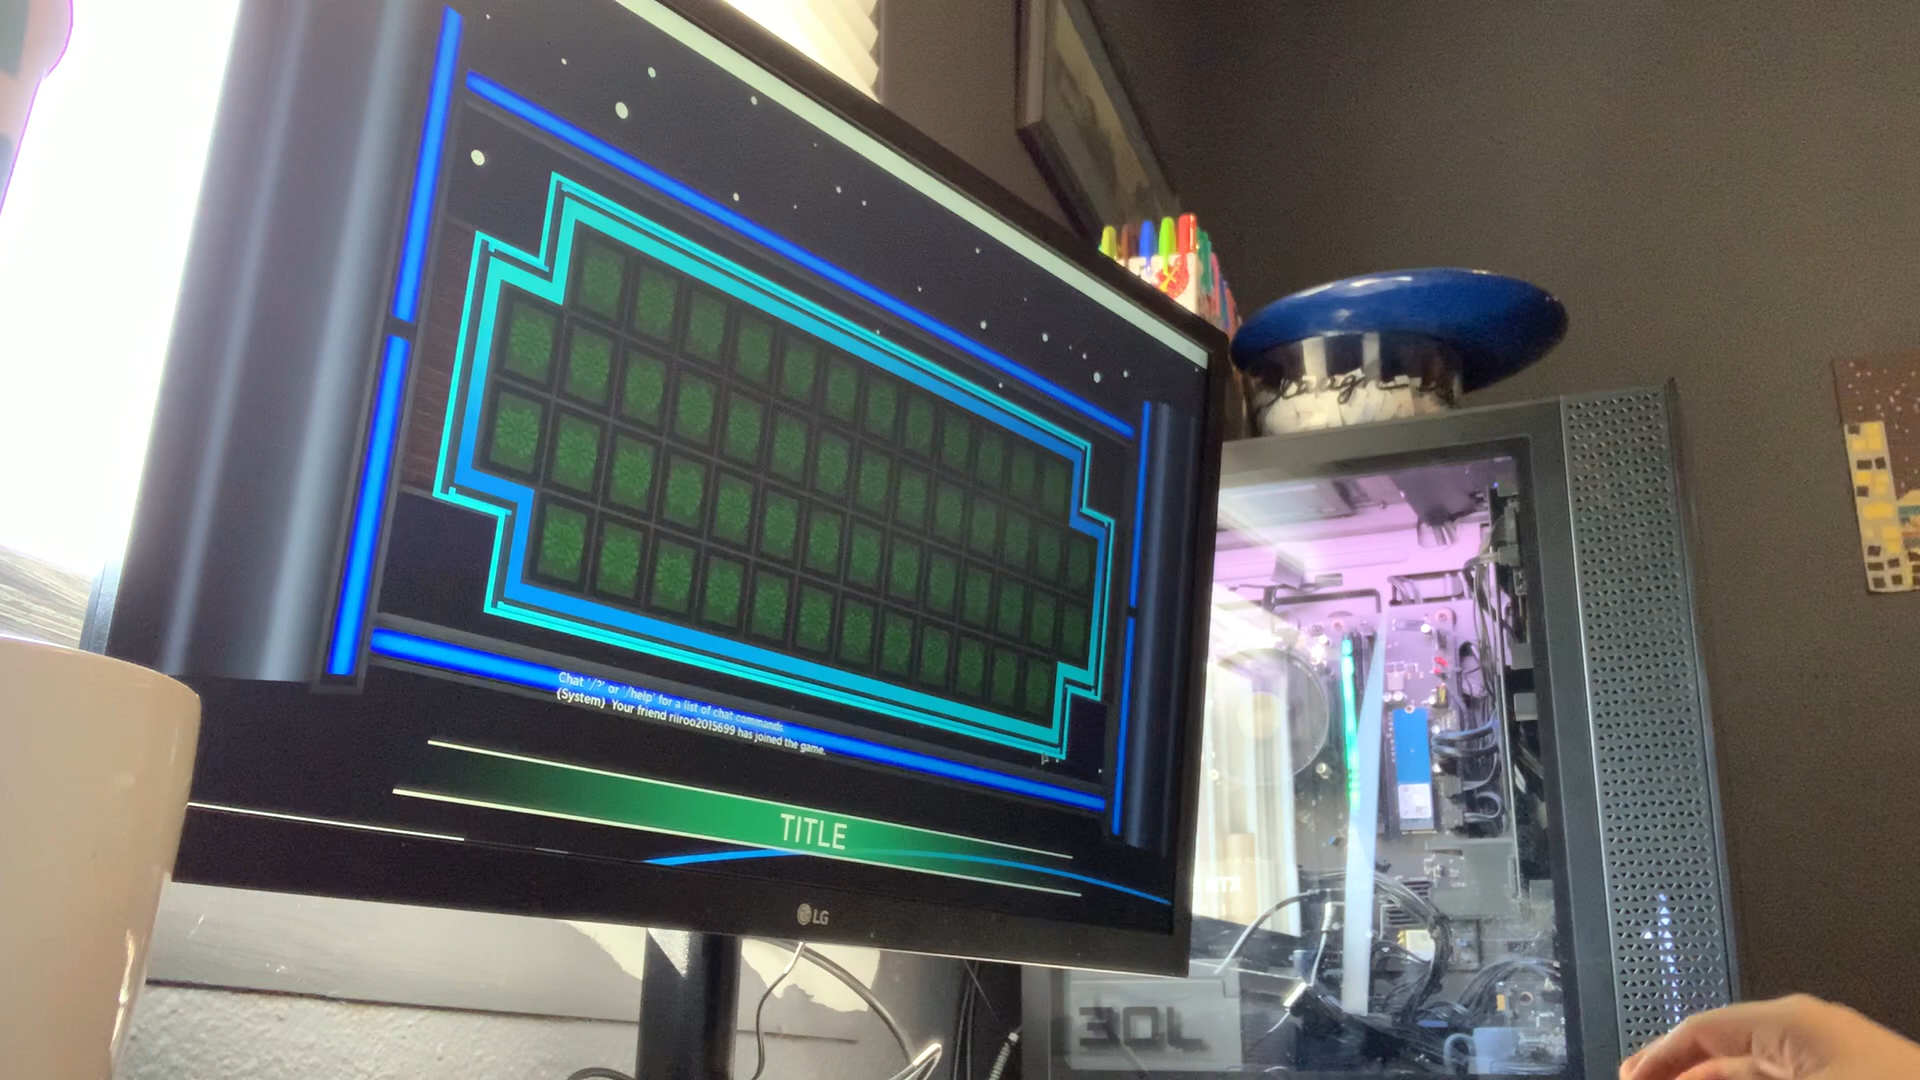 Chat '/?' or '/help' for a list of chat commands.
{System} Your friend riiroo2015699 has joined the game.
TITLE
LG
30L